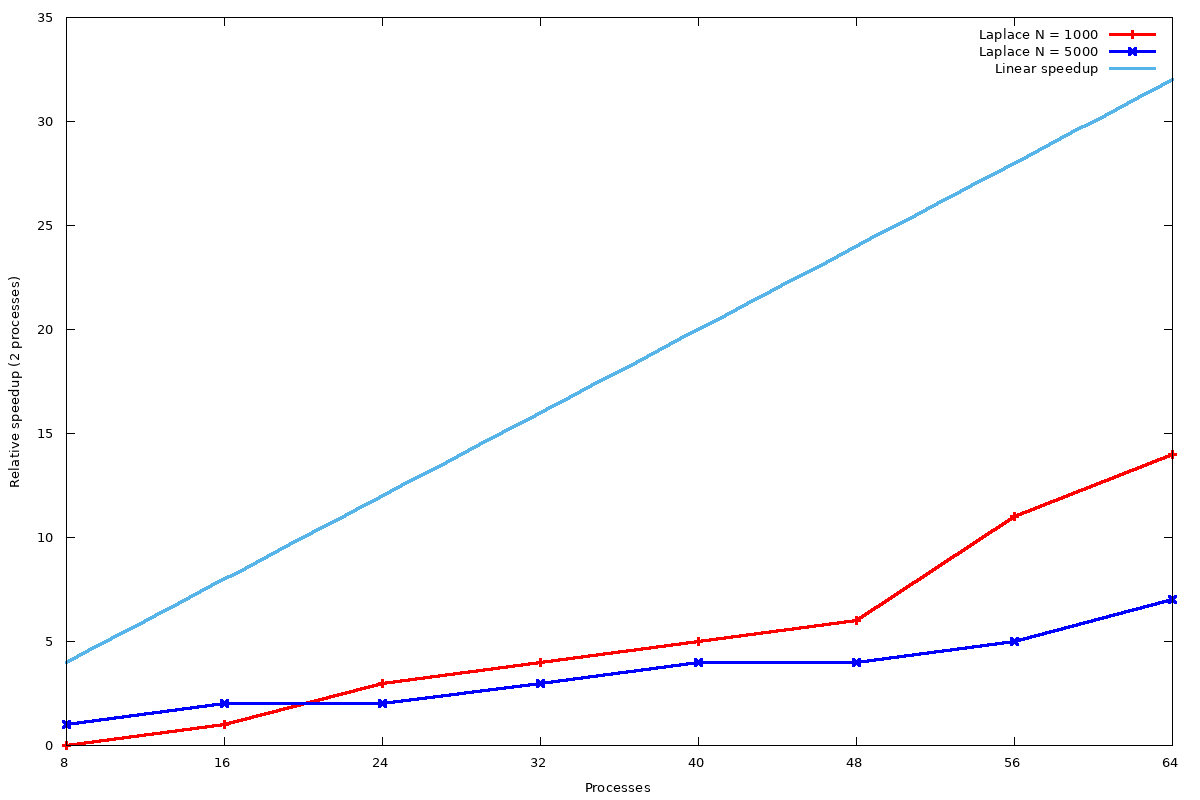 35
30
25
20
15
10
5
0
Relative speedup (2 processes)
Laplace N = 1000
Laplace N = 5000
Linear speedup
8 16 24 32 40 48 56 64
Processes